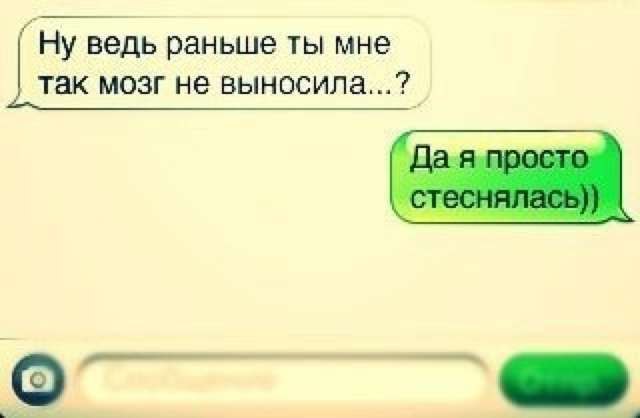 Ну ведь раньше ты мне
так мозг не выносила...?
Да я просто
стеснялась))